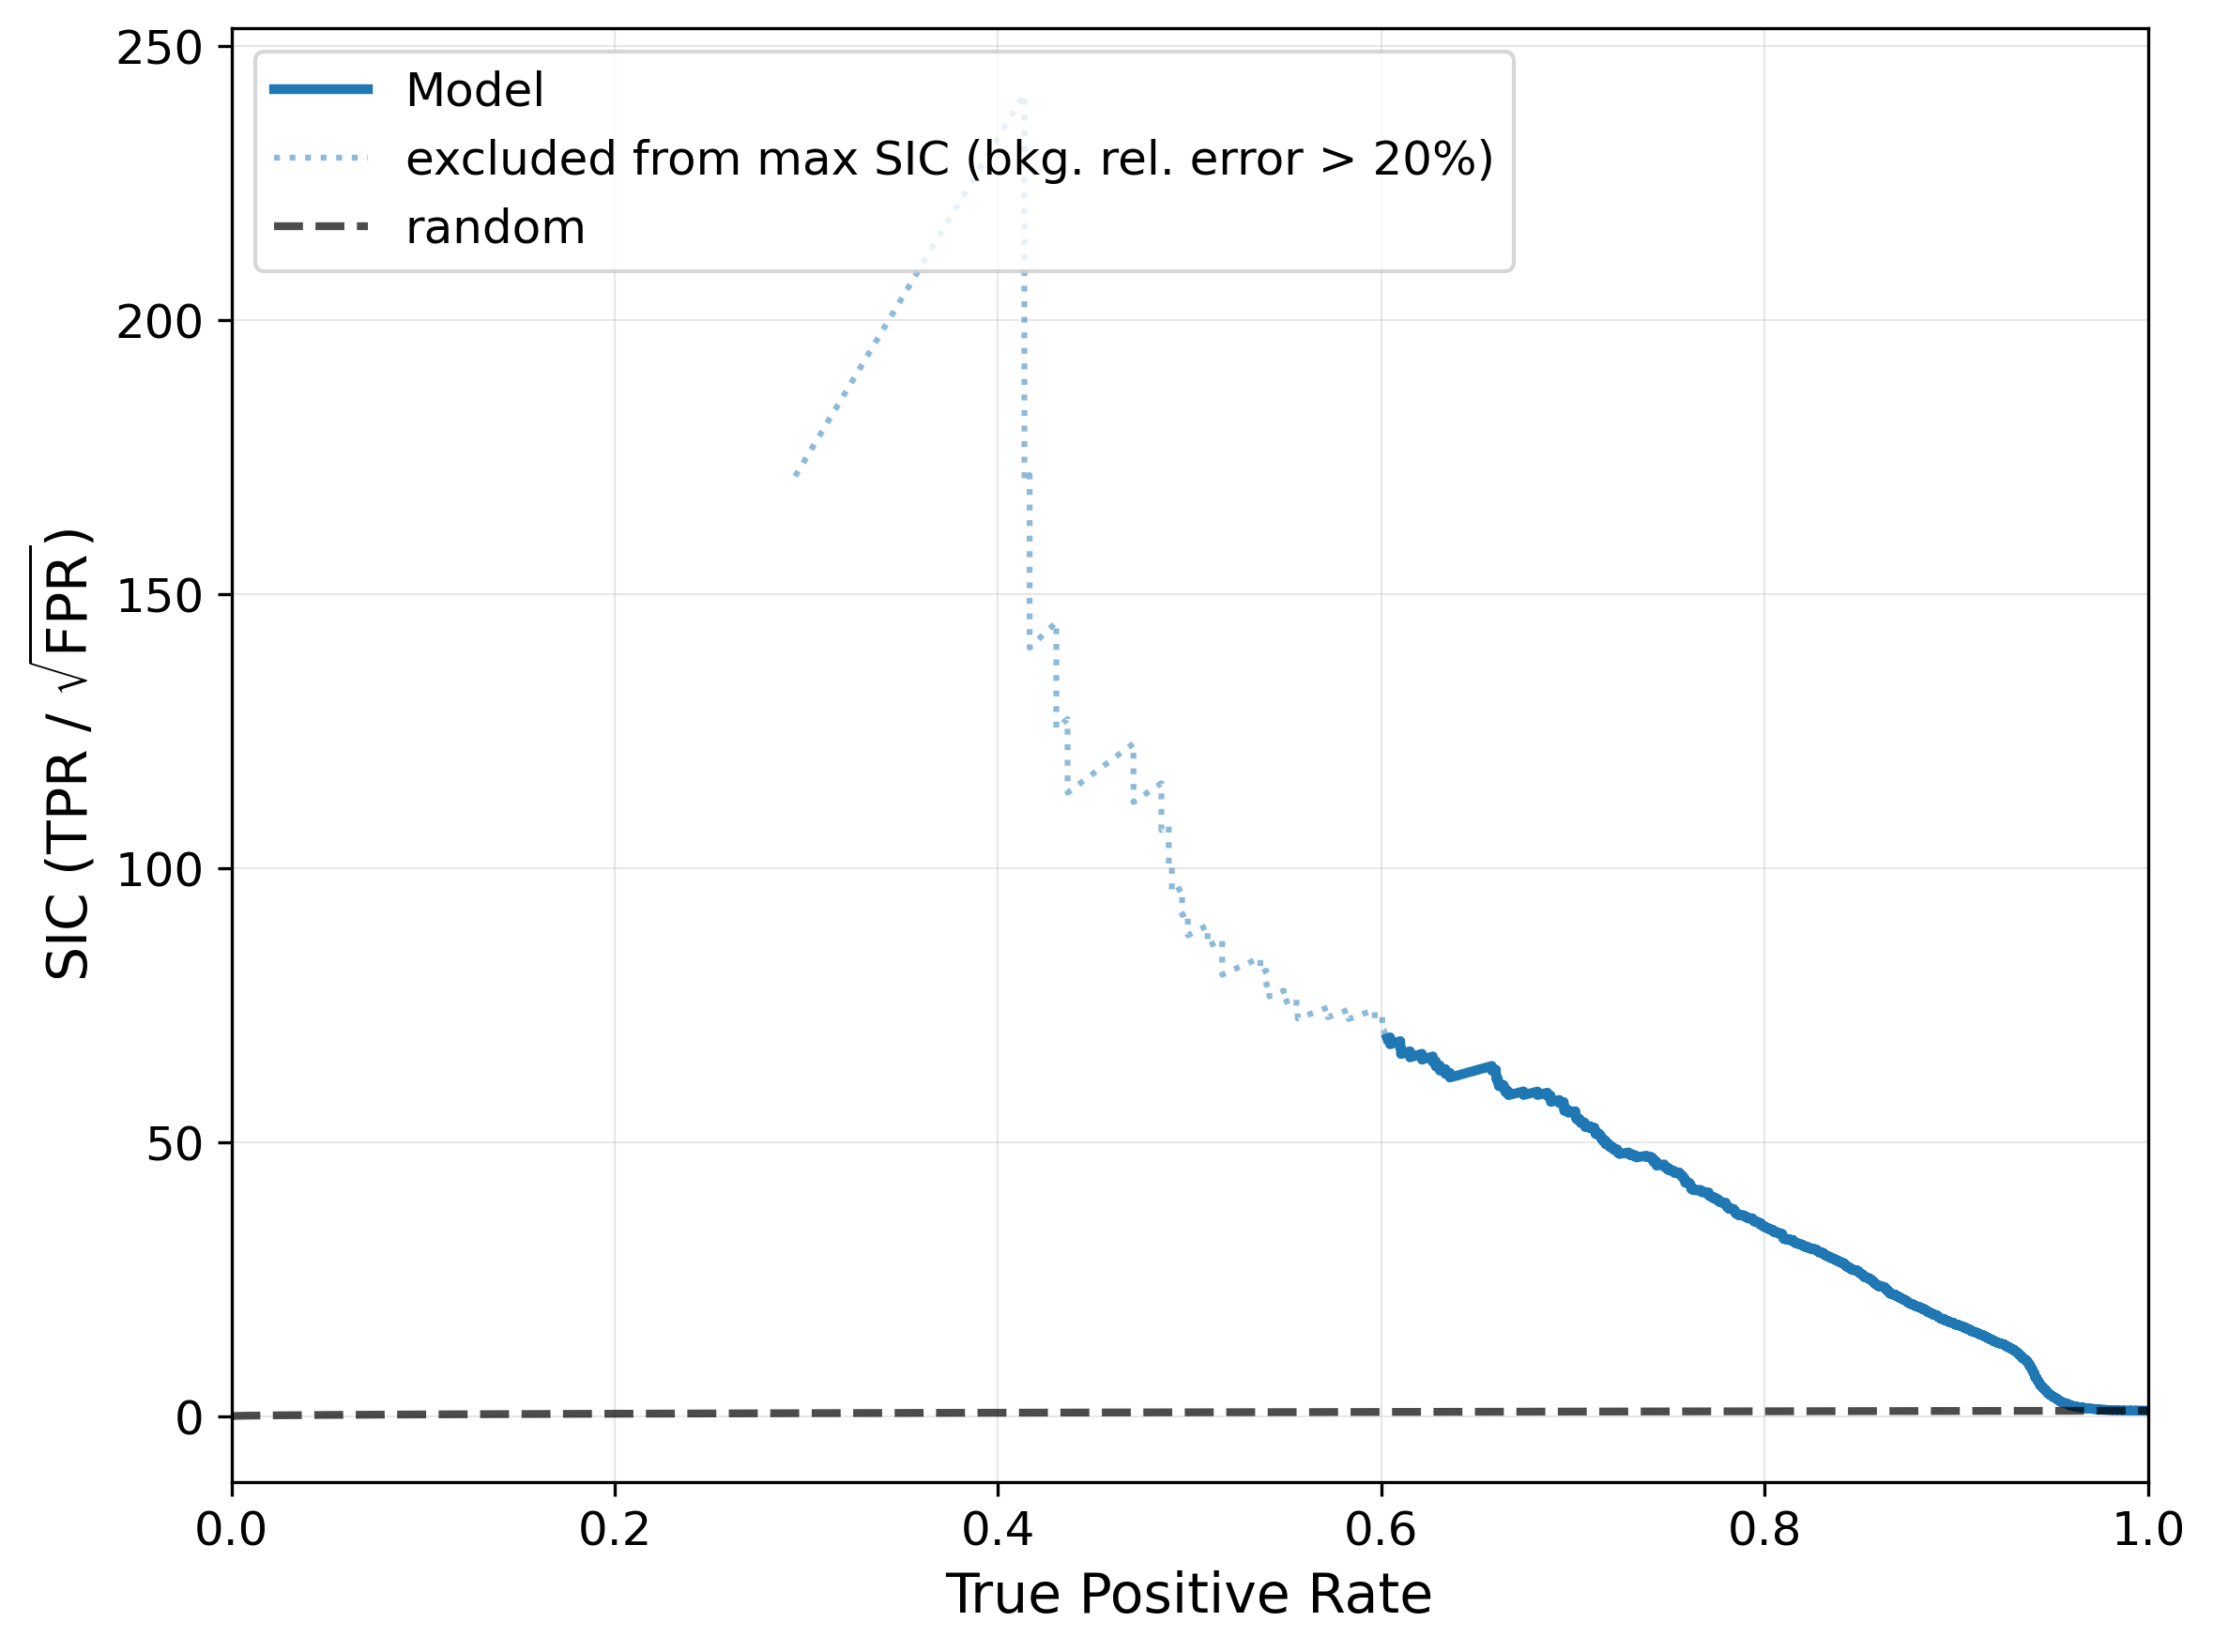 250
200
150
100
50
0
SIC (TPR / √FPR)
Model
excluded from max SIC (bkg. rel. error > 20%)
random
0.0 0.2 0.4 0.6 0.8 1.0
True Positive Rate